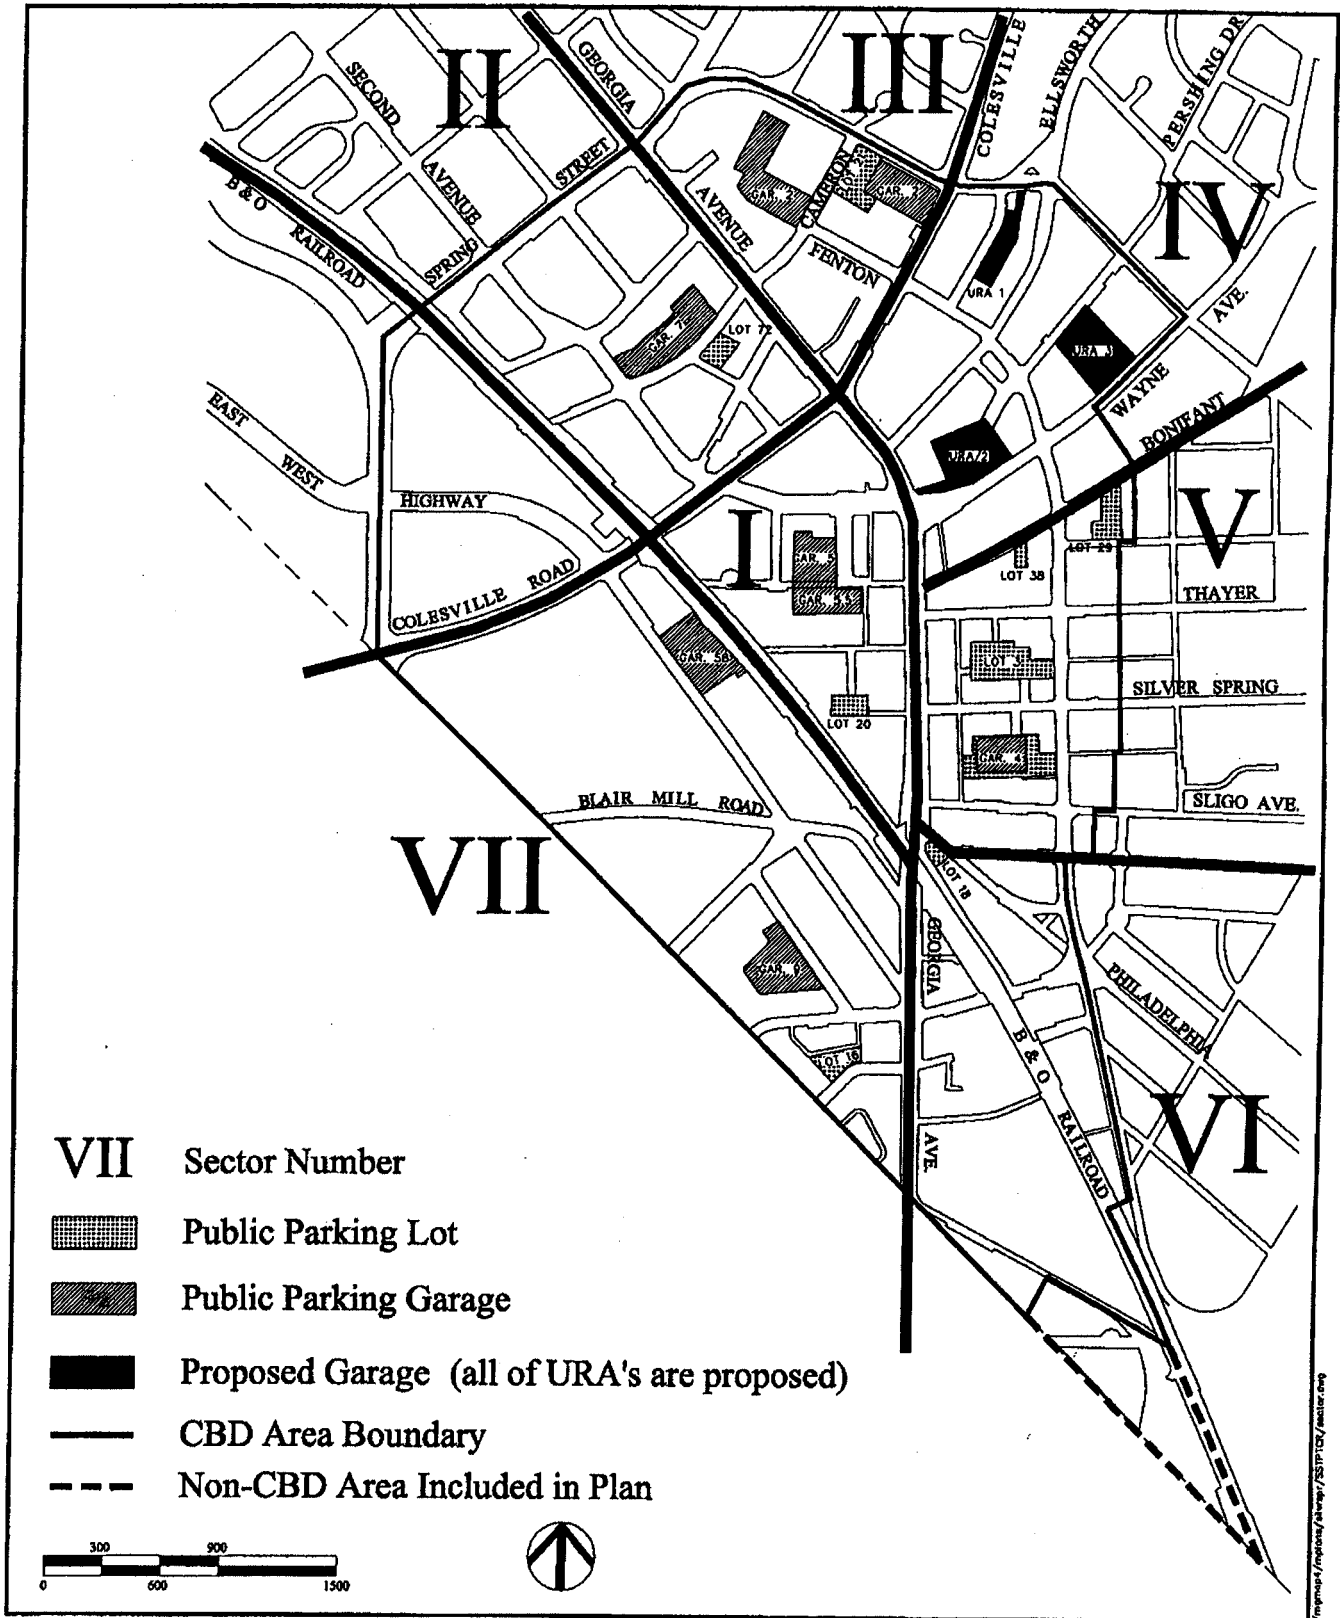 II
III
GEORGIA
COLESVILLE
ELLSWORTH
PERSHING DR.
SECOND
AVENUE
SPRING
STREET
B & O
RAILROAD
IV
GAR. 2
CAMERON
GAR. 2
AVENUE
FENTON
URA 1
AVE.
GAR. 7
LOT 72
URA 3
WAYNE
BONIFANT
EAST
WEST
HIGHWAY
URA/2
I
V
GAR. 5
GAR. 5
LOT 29
LOT 38
THAYER
COLESVILLE ROAD
GAR. 58
LOT 3
SILVER SPRING
LOT 20
GAR. 4
BLAIR MILL ROAD
SLIGO AVE.
VII
LOT 18
GEORGIA
GAR. 9
PHILADELPHIA
LOT 16
B & O
RAILROAD
AVE.
VI
VII Sector Number
Public Parking Lot
Public Parking Garage
Proposed Garage (all of URA's are proposed)
CBD Area Boundary
Non-CBD Area Included in Plan
300 900
0 600 1500